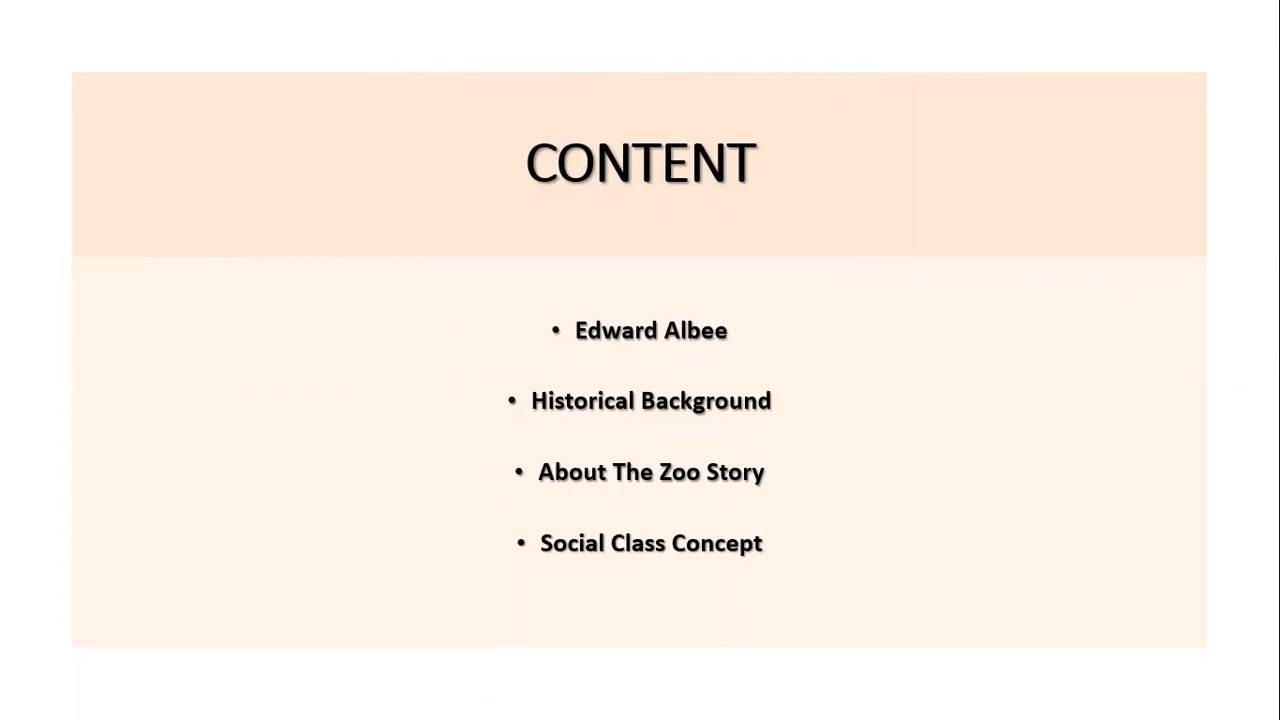 CONTENT
• Edward Albee
• Historical Background
• About The Zoo Story
• Social Class Concept